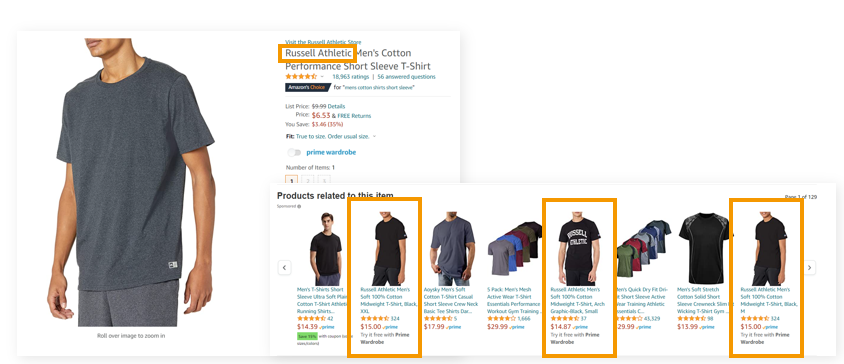 Visit the Russell Athletic Store
Russell Athletic Men's Cotton
Performance Short Sleeve T-Shirt
18,963 ratings | 56 answered questions
Amazon's Choice for "mens cotton shirts short sleeve"
List Price: $9.99 Details
Price: $6.53 & FREE Returns
You Save: $3.46 (35%)
Fit: True to size. Order usual size.
prime wardrobe
Number of Items: 1
1 2 3
Roll over image to zoom in
Products related to this item
Page 1 of 129
Sponsored
Men's T-Shirts Short
Sleeve Ultra Soft Plain
Cotton T-Shirt Athletic
Running Shirts...
42
$14.39 prime
Save 15% with coupon
Russell Athletic Men's
Soft 100% Cotton
Midweight T-Shirt, Black,
XXL
324
$15.00 prime
Try it free with Prime
Wardrobe
Aoysky Men's Soft
Cotton T-Shirt Casual
Short Sleeve Crew Neck
Basic Tee Shirts Dar...
5
$17.99 prime
5 Pack: Men's Mesh
Active Wear T-Shirt
Essentials Performance
Workout Gym Training ...
1,666
$29.99 prime
RUSSELL
ATHLETIC
Russell Athletic Men's
Soft 100% Cotton
Midweight T-Shirt, Arch
Graphic-Black, Small
37
$14.87 prime
Try it free with Prime
Wardrobe
Men's Quick Dry Fit Dri-
Short Sleeve Active
Wear Training Athletic
Essentials C...
43,329
$29.99 prime
Men's Soft Stretch
Cotton Solid Short
Sleeve Crewneck Slim
Wicking T-Shirt Gym ...
98
$13.99 prime
Russell Athletic Men's
Soft 100% Cotton
Midweight T-Shirt, Black,
M
324
$15.00 prime
Try it free with Prime
Wardrobe